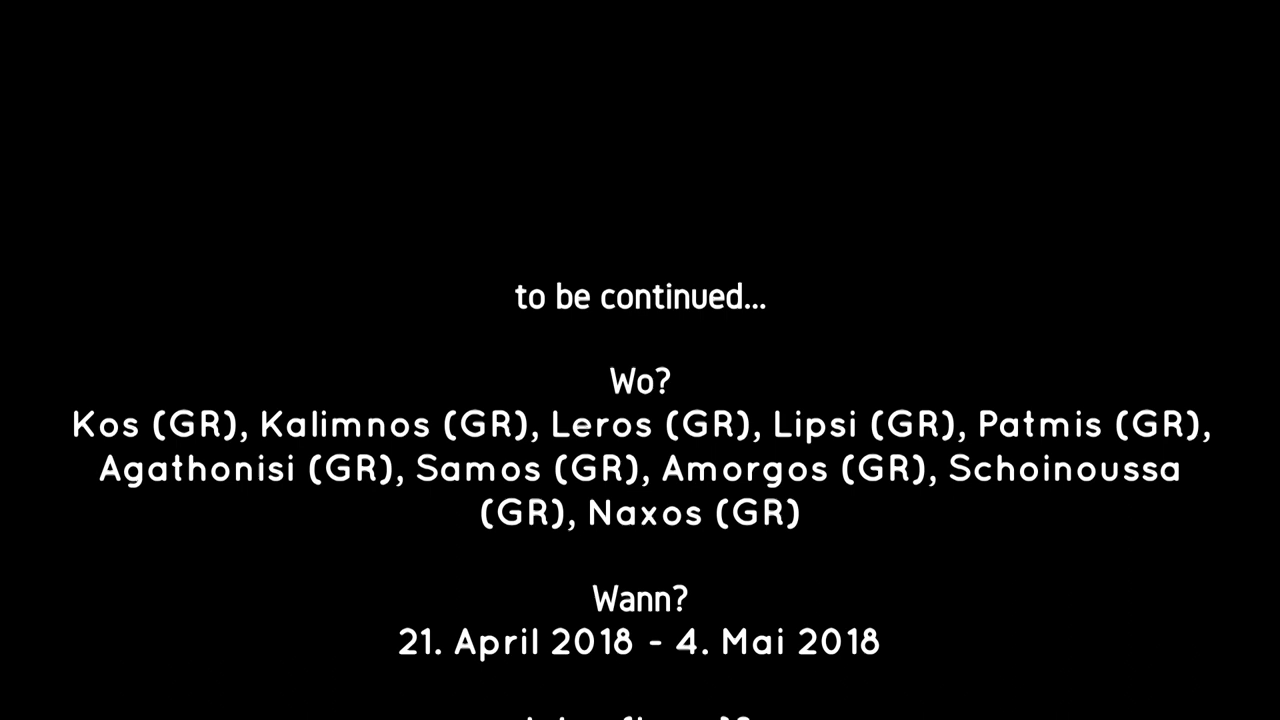 to be continued...
Wo?
Kos (GR), Kalimnos (GR), Leros (GR), Lipsi (GR), Patmis (GR),
Agathonisi (GR), Samos (GR), Amorgos (GR), Schoinoussa
(GR), Naxos (GR)
Wann?
21. April 2018 - 4. Mai 2018